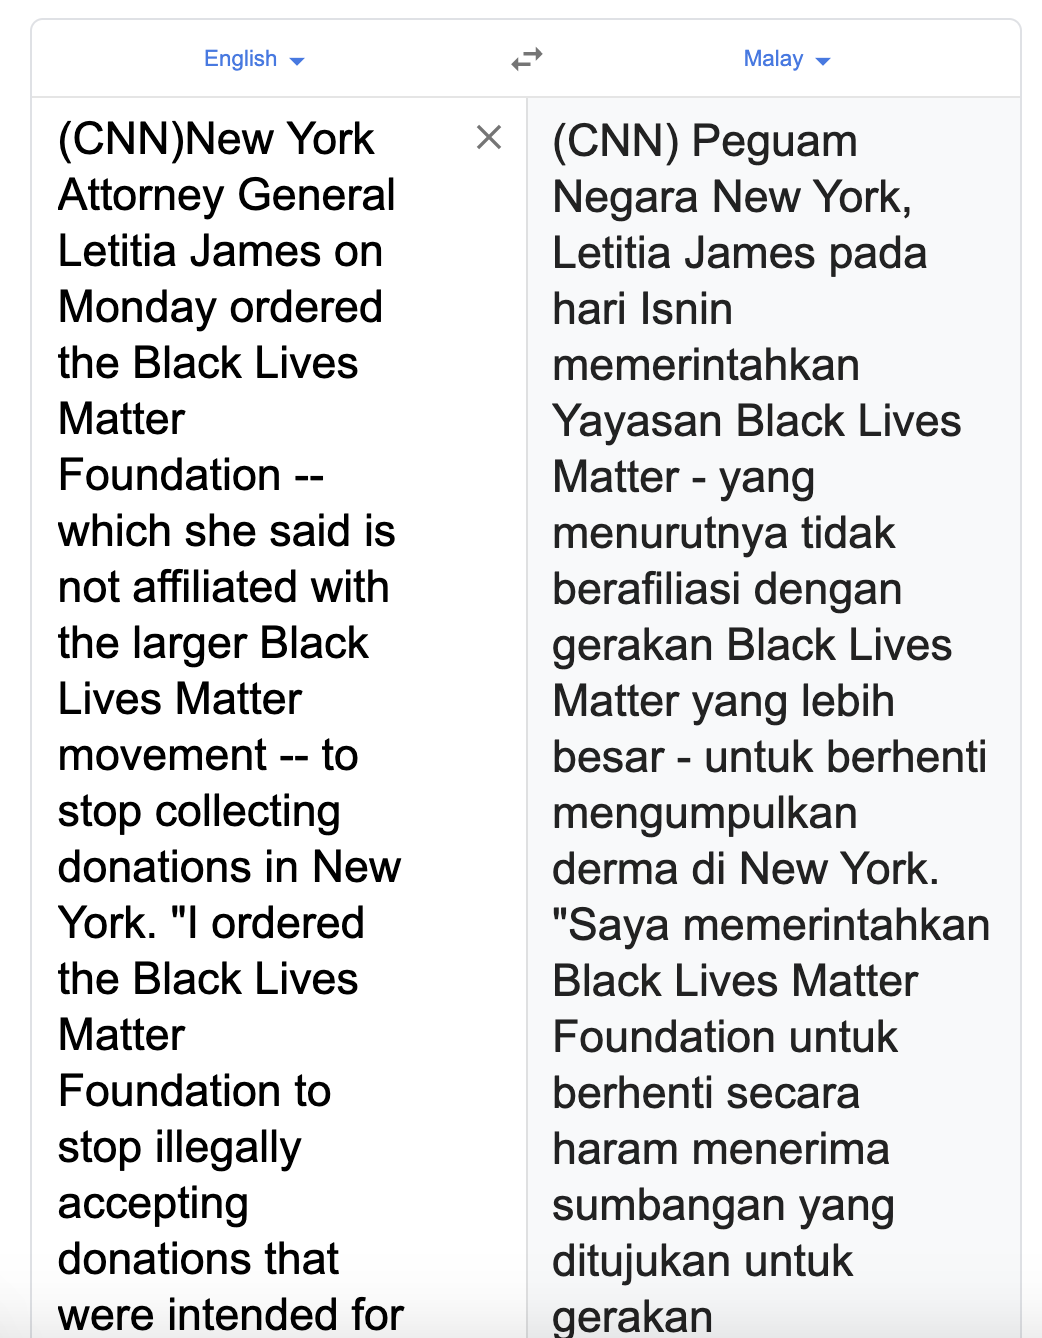 English
Malay
(CNN)New York
Attorney General
Letitia James on
Monday ordered
the Black Lives
Matter
Foundation --
which she said is
not affiliated with
the larger Black
Lives Matter
movement -- to
stop collecting
donations in New
York. "I ordered
the Black Lives
Matter
Foundation to
stop illegally
accepting
donations that
were intended for
(CNN) Peguam
Negara New York,
Letitia James pada
hari Isnin
memerintahkan
Yayasan Black Lives
Matter - yang
menurutnya tidak
berafiliasi dengan
gerakan Black Lives
Matter yang lebih
besar - untuk berhenti
mengumpulkan
derma di New York.
"Saya memerintahkan
Black Lives Matter
Foundation untuk
berhenti secara
haram menerima
sumbangan yang
ditujukan untuk
gerakan